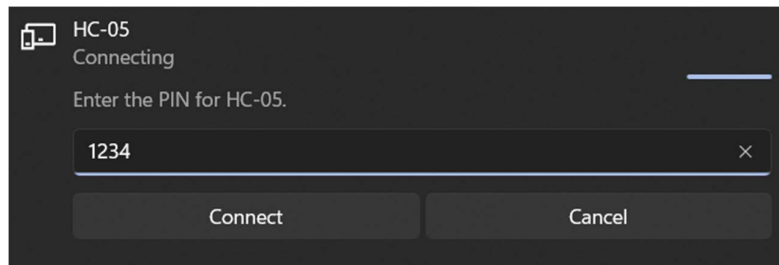 HC-05
Connecting
Enter the PIN for HC-05.
1234
Connect
Cancel